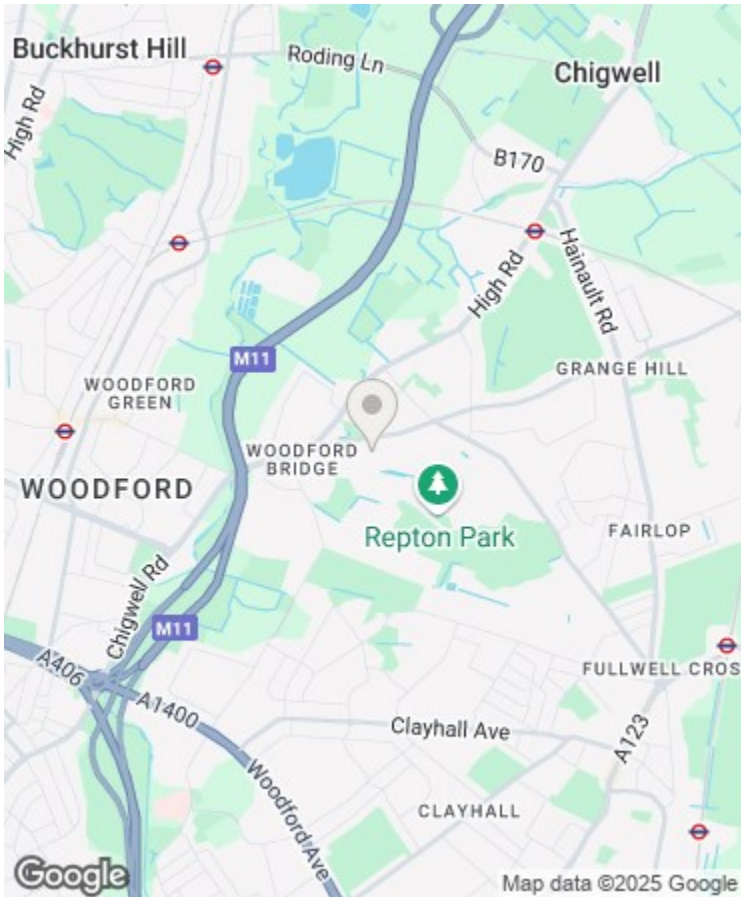 Buckhurst Hill
Roding Ln
Chigwell
High Rd
B170
High Rd
Hainault Rd
M11
GRANGE HILL
WOODFORD
GREEN
WOODFORD
BRIDGE
WOODFORD
Repton Park
FAIRLOP
Chigwell Rd
M11
A406
A1400
FULLWELL CROS
Clayhall Ave
A123
Woodford Ave
CLAYHALL
Google
Map data ©2025 Google